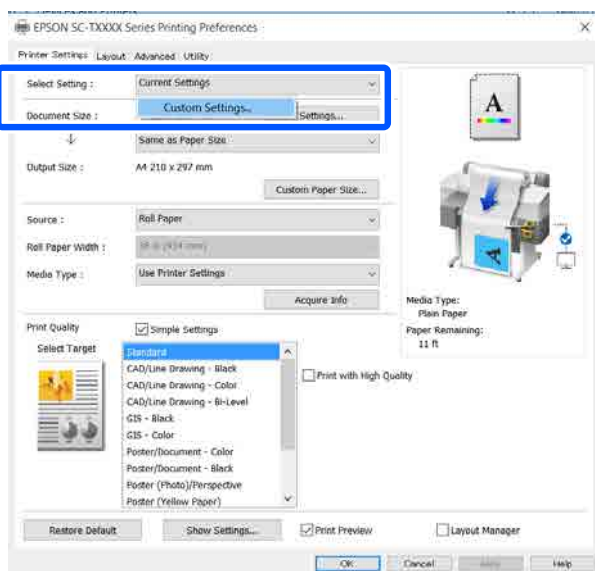 EPSON SC-TXXXX Series Printing Preferences
Printer Settings Layout Advanced Utility
Select Setting : Current Settings
Custom Settings...
Document Size : Settings...
Same as Paper Size
Output Size : A4 210 x 297 mm
Custom Paper Size...
Source : Roll Paper
Roll Paper Width :
Media Type : Use Printer Settings
Acquire Info
A
A
Media Type:
Plain Paper
Paper Remaining:
11 ft
Print Quality Simple Settings
Select Target
Standard
CAD/Line Drawing - Black
CAD/Line Drawing - Color
CAD/Line Drawing - Bi-Level
GIS - Black
GIS - Color
Poster/Document - Color
Poster/Document - Black
Poster (Photo)/Perspective
Poster (Yellow Paper)
Print with High Quality
Restore Default Show Settings... Print Preview Layout Manager
OK Cancel Apply Help